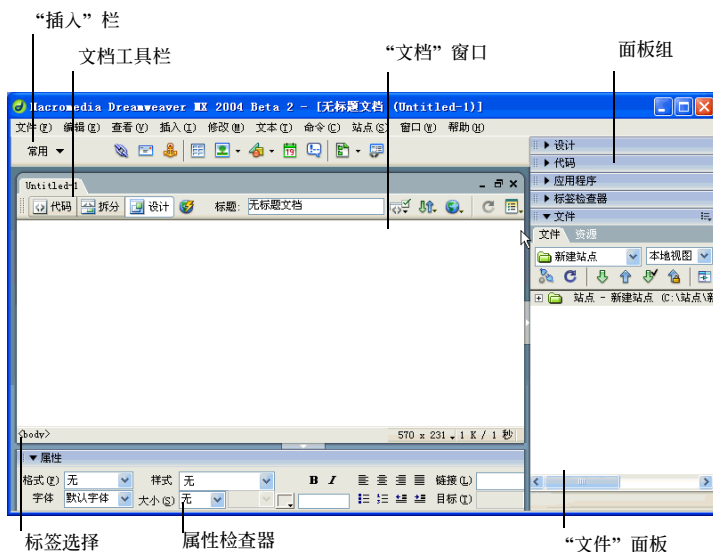 “插入”栏
文档工具栏
“文档”窗口
面板组
Macromedia Dreamweaver MX 2004 Beta 2 - [无标题文档 (Untitled-1)]
文件(F) 编辑(E) 查看(V) 插入(I) 修改(M) 文本(T) 命令(C) 站点(S) 窗口(W) 帮助(H)
常用
19
设计
代码
应用程序
标签检查器
文件
Untitled-1
代码 拆分 设计 标题: 无标题文档
文件 资源
新建站点 本地视图
站点 - 新建站点 (C:\站点\新
<body>
570 x 231 1 K / 1 秒
属性
格式(F) 无 样式 无 B I 链接(L)
字体 默认字体 大小(S) 无 目标(T)
标签选择
属性检查器
“文件”面板